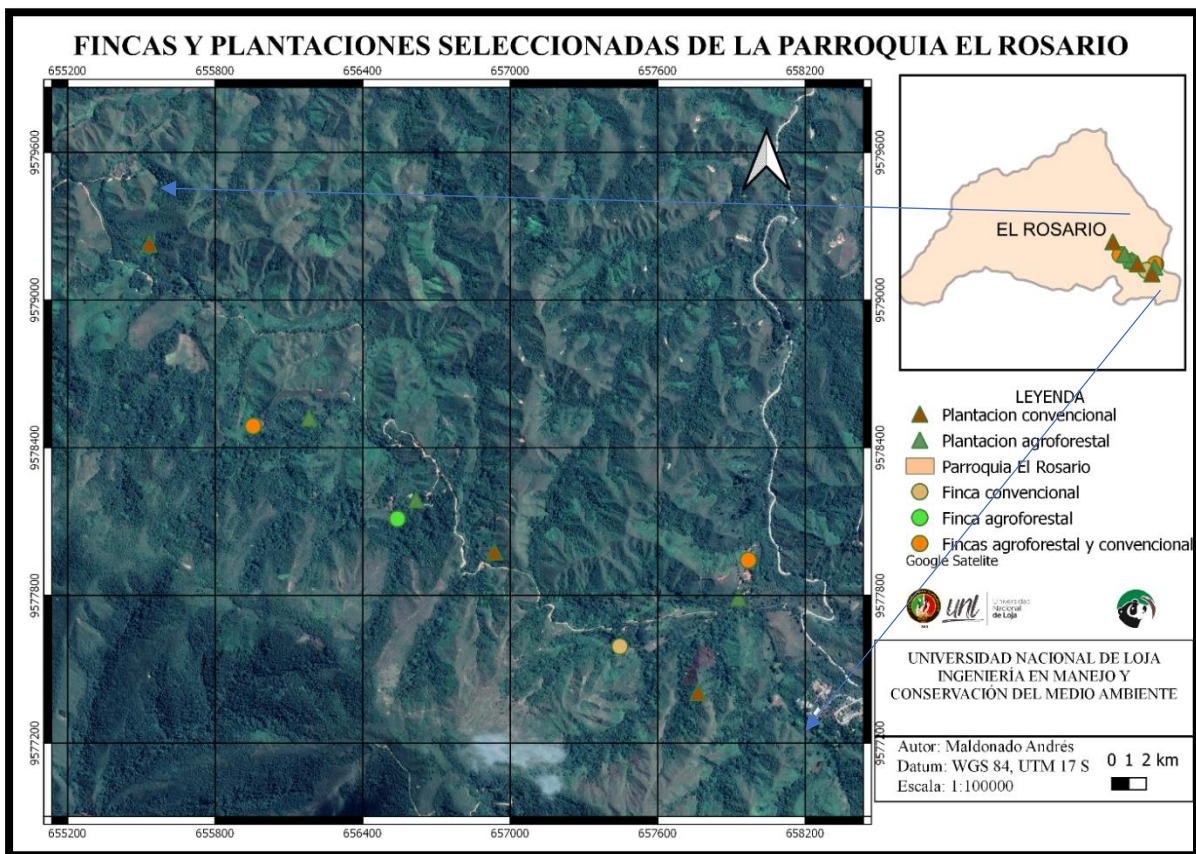 FINCAS Y PLANTACIONES SELECCIONADAS DE LA PARROQUIA EL ROSARIO
655200 655800 656400 657000 657600 658200
9579600 9579600
9579000 9579000
9578400 9578400
9577800 9577800
9577200 9577200
655200 655800 656400 657000 657600 658200
EL ROSARIO
LEYENDA
Plantacion convencional
Plantacion agroforestal
Parroquia El Rosario
Finca convencional
Finca agroforestal
Fincas agroforestal y convencional
Google Satelite
unl
Universidad
Nacional
de Loja
UNIVERSIDAD NACIONAL DE LOJA
INGENIERÍA EN MANEJO Y
CONSERVACIÓN DEL MEDIO AMBIENTE
Autor: Maldonado Andrés
Datum: WGS 84, UTM 17 S
Escala: 1:100000
0 1 2 km